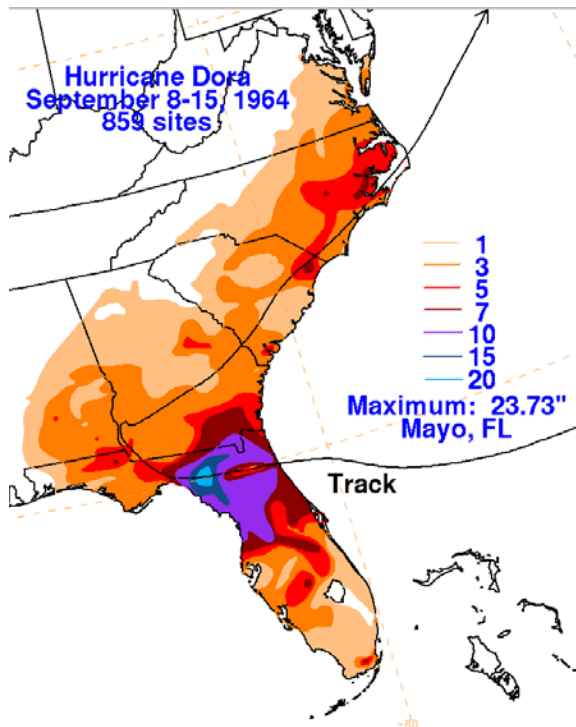 Hurricane Dora
September 8-15, 1964
859 sites
1
3
5
7
10
15
20
Maximum: 23.73"
Mayo, FL
Track
-80